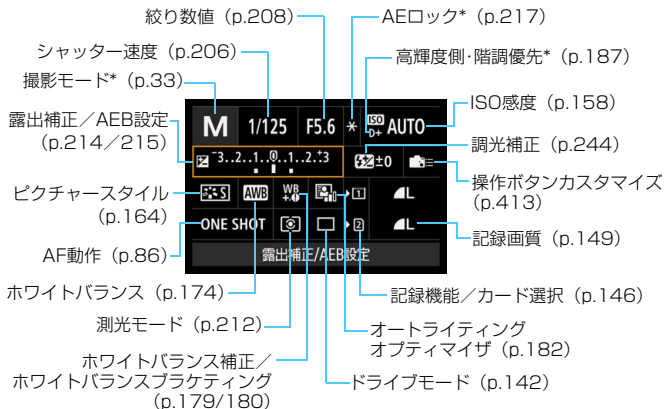 絞り数値（p.208）
AEロック*（p.217）
シャッター速度（p.206）
高輝度側･階調優先*（p.187）
撮影モード*（p.33）
ISO感度（p.158）
露出補正／AEB設定
（p.214／215）
調光補正（p.244）
操作ボタンカスタマイズ
（p.413）
ピクチャースタイル
（p.164）
記録画質（p.149）
AF動作（p.86）
ホワイトバランス（p.174）
記録機能／カード選択（p.146）
測光モード（p.212）
オートライティング
オプティマイザ（p.182）
ホワイトバランス補正／
ホワイトバランスブラケティング
（p.179/180）
ドライブモード（p.142）
M 1/125 F5.6 * ISO D+ AUTO
-3..2..1..0..1..2.+3 ±0
S AWB WB +/- 1 L
ONE SHOT 2 L
露出補正/AEB設定